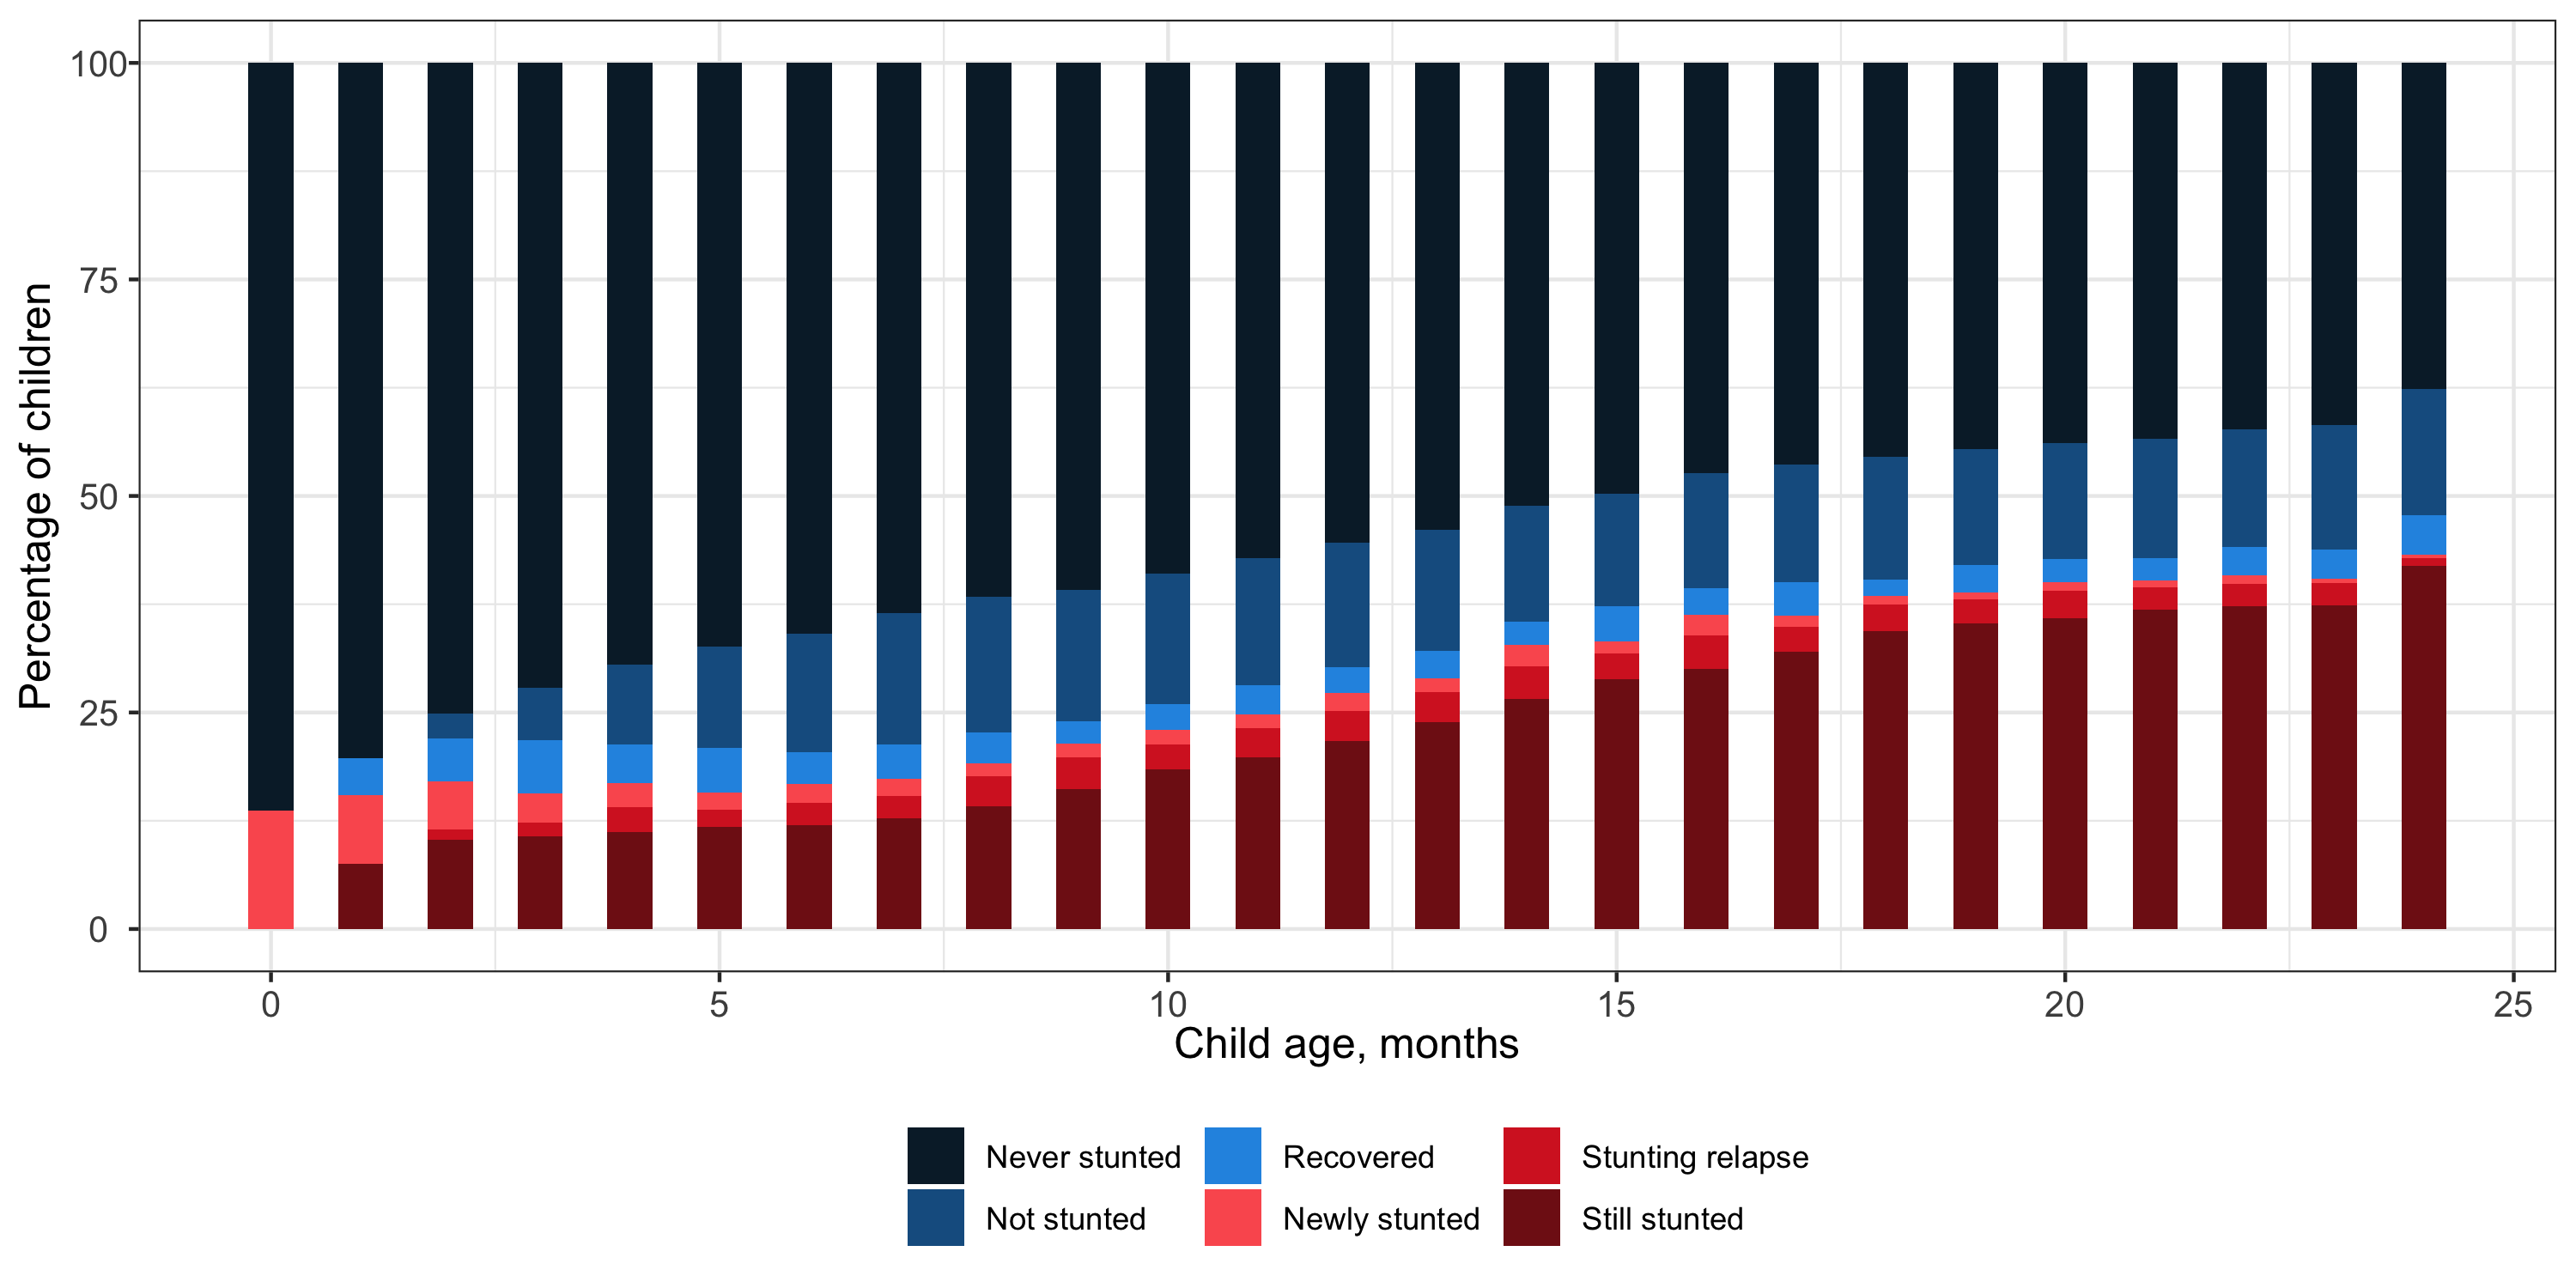 Percentage of children
100
75
50
25
0
0 5 10 15 20 25
Child age, months
Never stunted Recovered Stunting relapse
Not stunted Newly stunted Still stunted